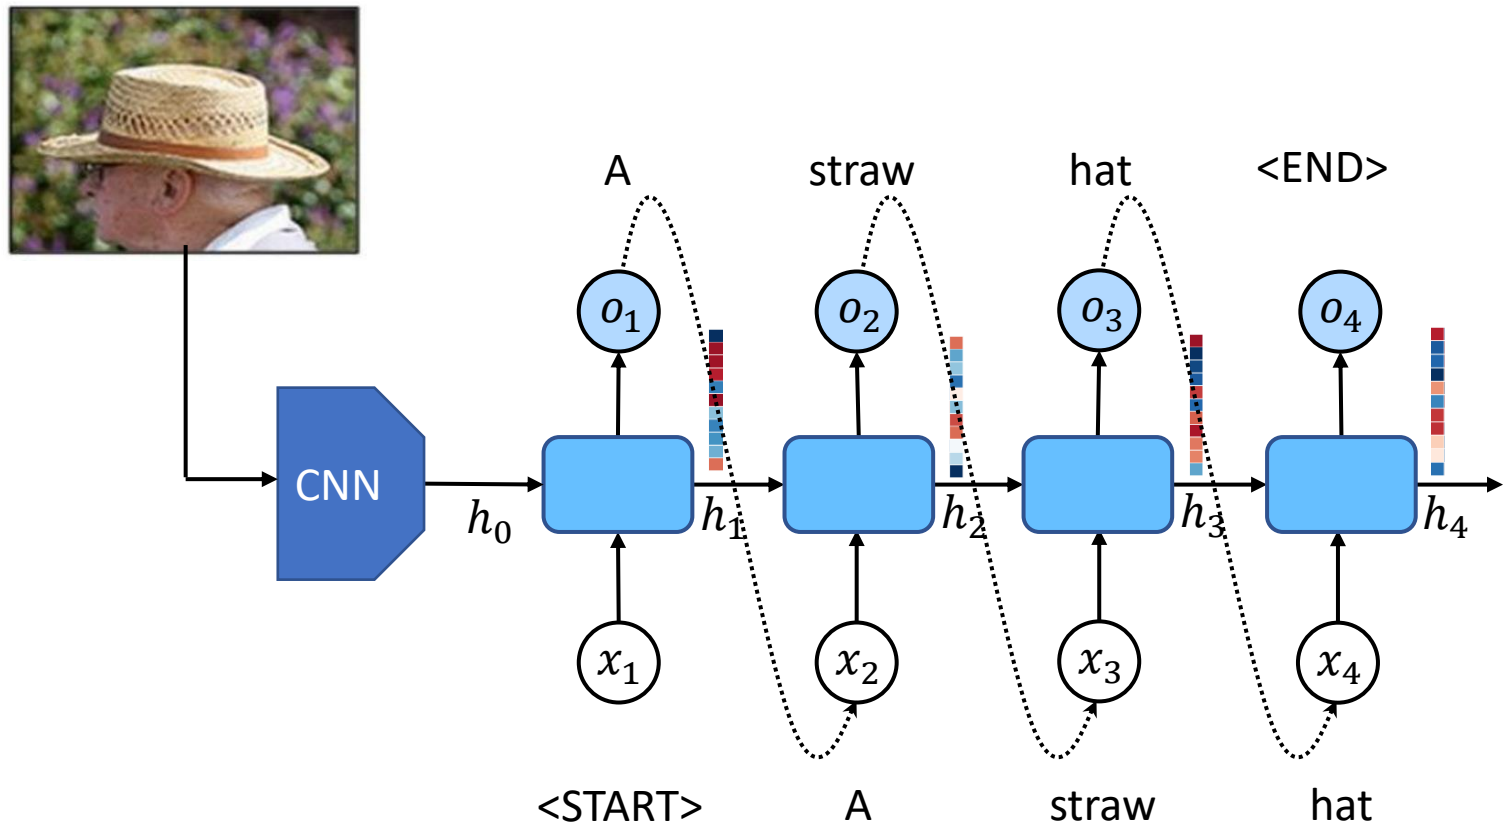 A straw hat <END>
o₁ o₂ o₃ o₄
CNN
h₀ h₁ h₂ h₃ h₄
x₁ x₂ x₃ x₄
<START> A straw hat